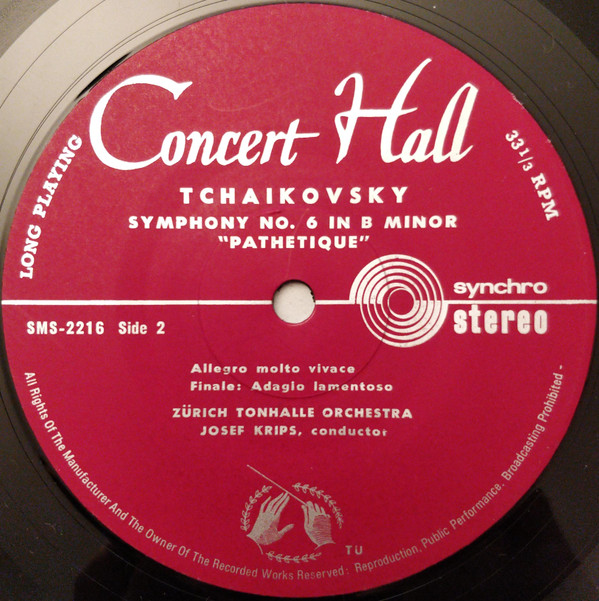 Concert Hall
LONG PLAYING
33 1/3 RPM
TCHAIKOVSKY
SYMPHONY NO. 6 IN B MINOR
"PATHETIQUE"
synchro
stereo
SMS-2216 Side 2
Allegro molto vivace
Finale: Adagio lamentoso
ZÜRICH TONHALLE ORCHESTRA
JOSEF KRIPS, conductor
TU
All Rights Of The Manufacturer And The Owner Of The Recorded Works Reserved: Reproduction, Public Performance, Broadcasting Prohibited -